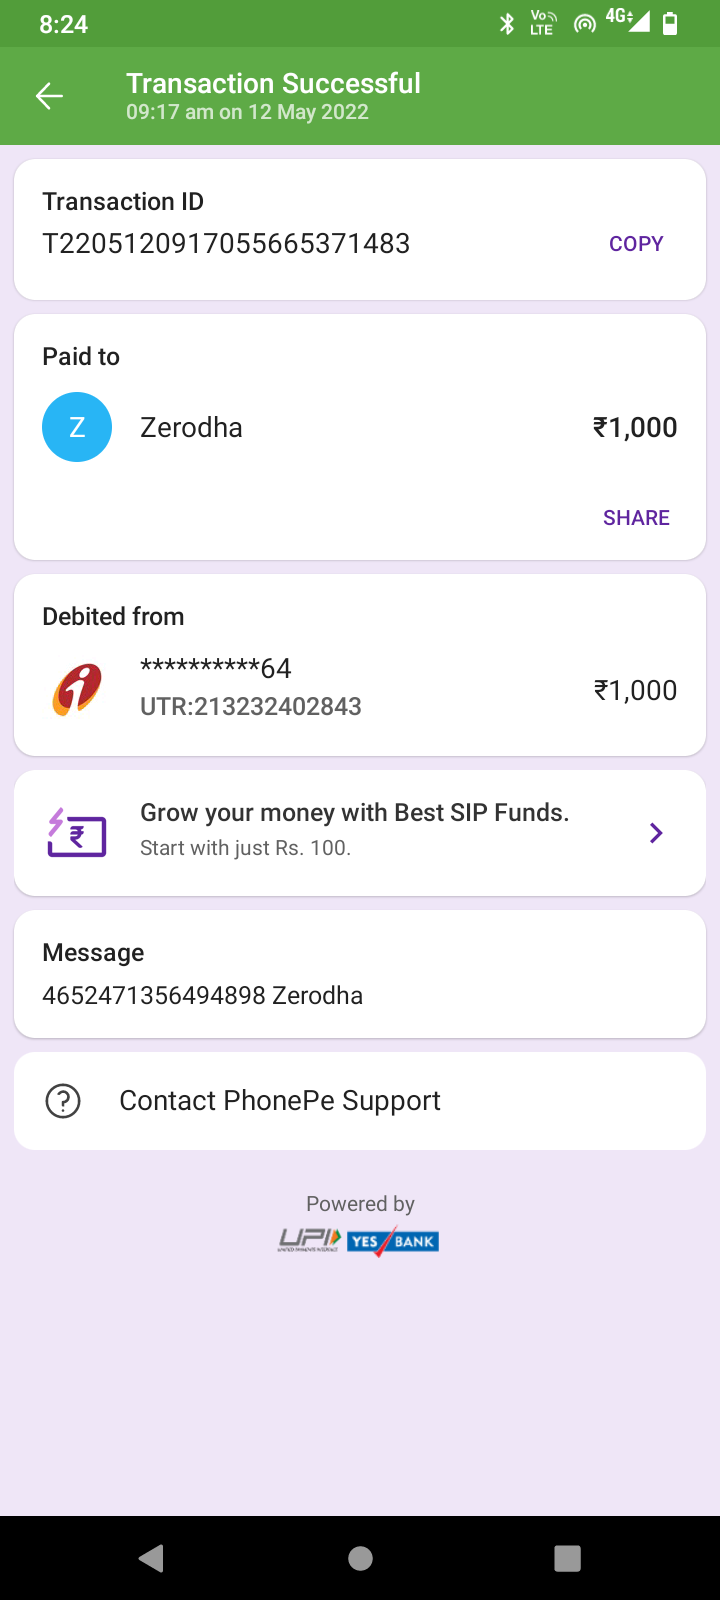 8:24
Vo
LTE
4G
Transaction Successful
09:17 am on 12 May 2022
Transaction ID
T2205120917055665371483
COPY
Paid to
Z
Zerodha
₹1,000
SHARE
Debited from
**********64
UTR:213232402843
₹1,000
Grow your money with Best SIP Funds.
Start with just Rs. 100.
Message
4652471356494898 Zerodha
Contact PhonePe Support
Powered by
UPI
UNIFIED PAYMENTS INTERFACE
YES BANK